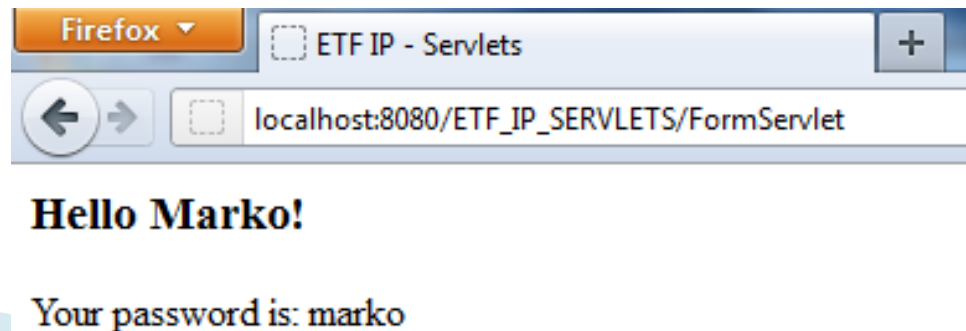 Firefox
ETF IP - Servlets
localhost:8080/ETF_IP_SERVLETS/FormServlet
Hello Marko!
Your password is: marko